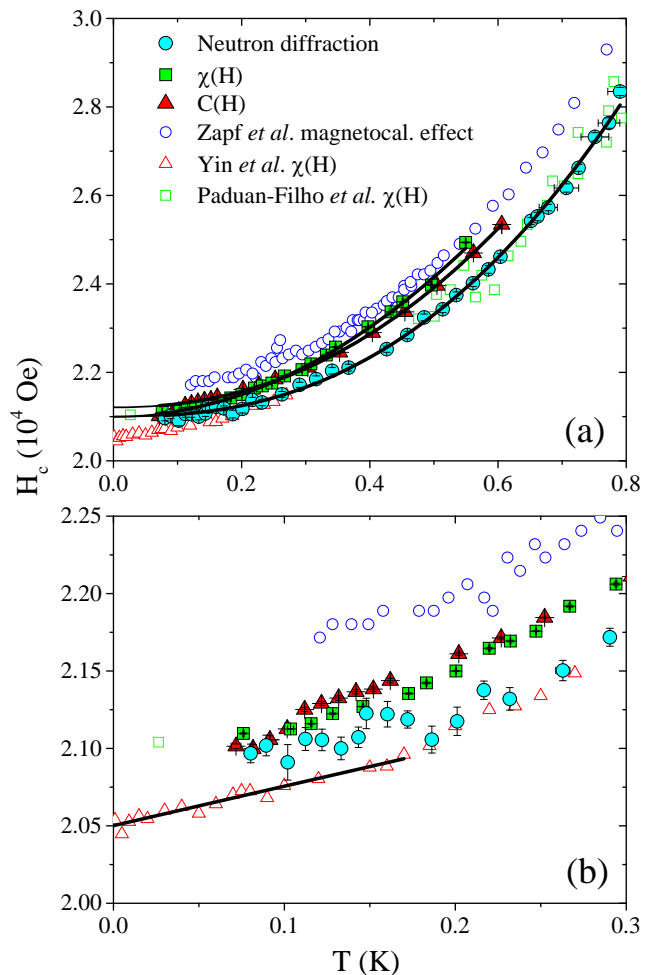 3.0
2.8
2.6
2.4
2.2
2.0
Neutron diffraction
χ(H)
C(H)
Zapf et al. magnetocal. effect
Yin et al. χ(H)
Paduan-Filho et al. χ(H)
(a)
0.0 0.2 0.4 0.6 0.8
H_c (10^4 Oe)
2.25
2.20
2.15
2.10
2.05
2.00
(b)
0.0 0.1 0.2 0.3
T (K)